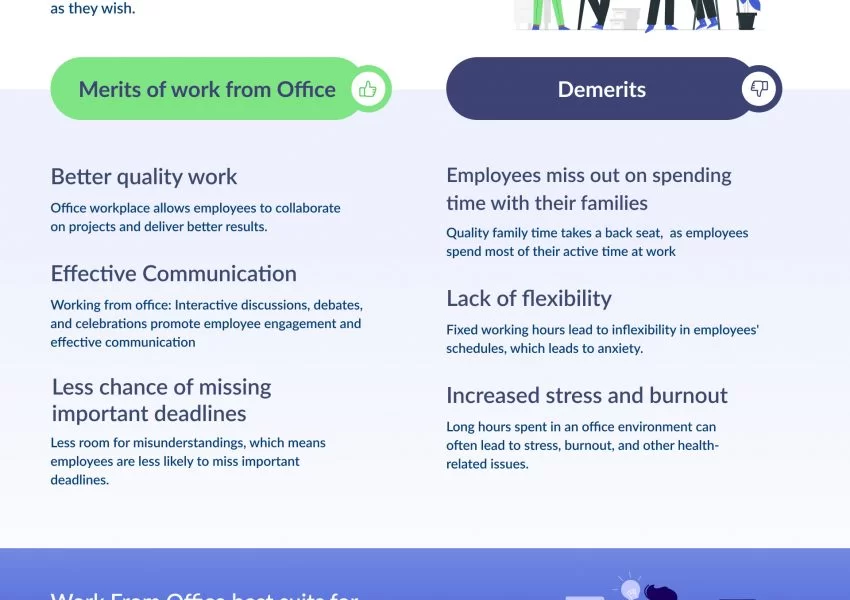 as they wish.
Merits of work from Office
Demerits
Better quality work
Office workplace allows employees to collaborate
on projects and deliver better results.
Effective Communication
Working from office: Interactive discussions, debates,
and celebrations promote employee engagement and
effective communication
Less chance of missing
important deadlines
Less room for misunderstandings, which means
employees are less likely to miss important
deadlines.
Employees miss out on spending
time with their families
Quality family time takes a back seat,  as employees
spend most of their active time at work
Lack of flexibility
Fixed working hours lead to inflexibility in employees'
schedules, which leads to anxiety.
Increased stress and burnout
Long hours spent in an office environment can
often lead to stress, burnout, and other health-
related issues.
Work From Office best suits for